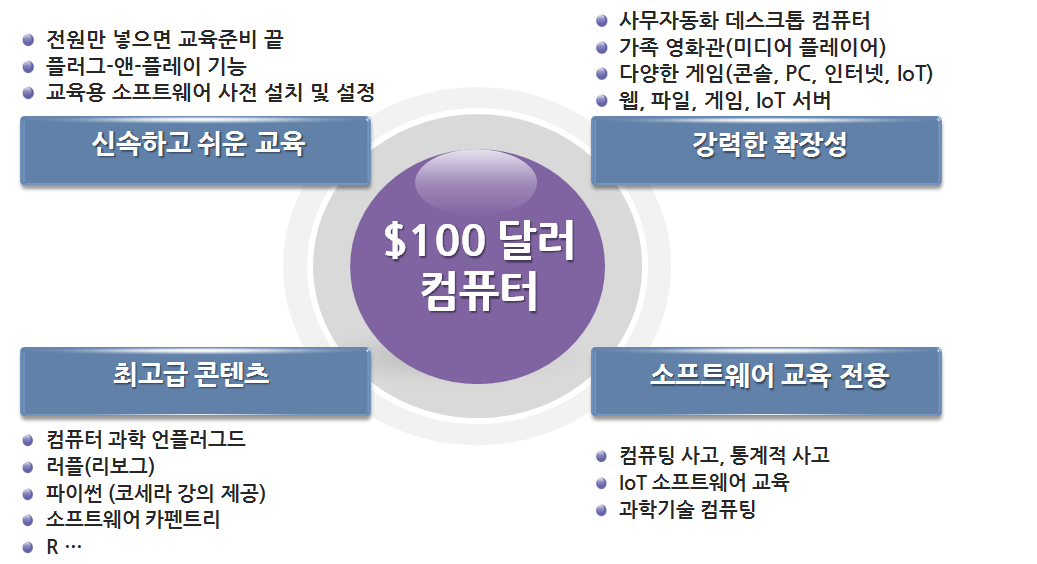 전원만 넣으면 교육준비 끝
플러그-앤-플레이 기능
교육용 소프트웨어 사전 설치 및 설정
신속하고 쉬운 교육
사무자동화 데스크톱 컴퓨터
가족 영화관(미디어 플레이어)
다양한 게임(콘솔, PC, 인터넷, IoT)
웹, 파일, 게임, IoT 서버
강력한 확장성
$100 달러
컴퓨터
최고급 콘텐츠
컴퓨터 과학 언플러그드
러플(리보그)
파이썬 (코세라 강의 제공)
소프트웨어 카펜트리
R ⋯
소프트웨어 교육 전용
컴퓨팅 사고, 통계적 사고
IoT 소프트웨어 교육
과학기술 컴퓨팅